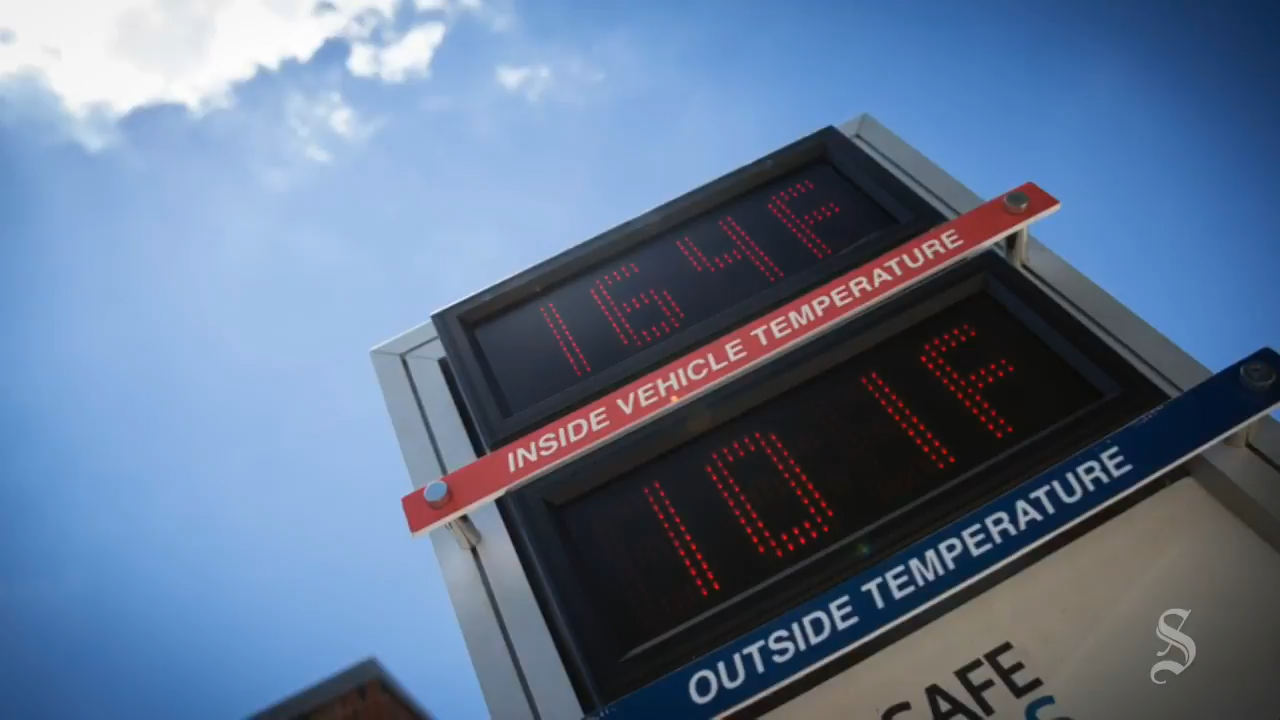 164F
INSIDE VEHICLE TEMPERATURE
101F
OUTSIDE TEMPERATURE
SAFE
S